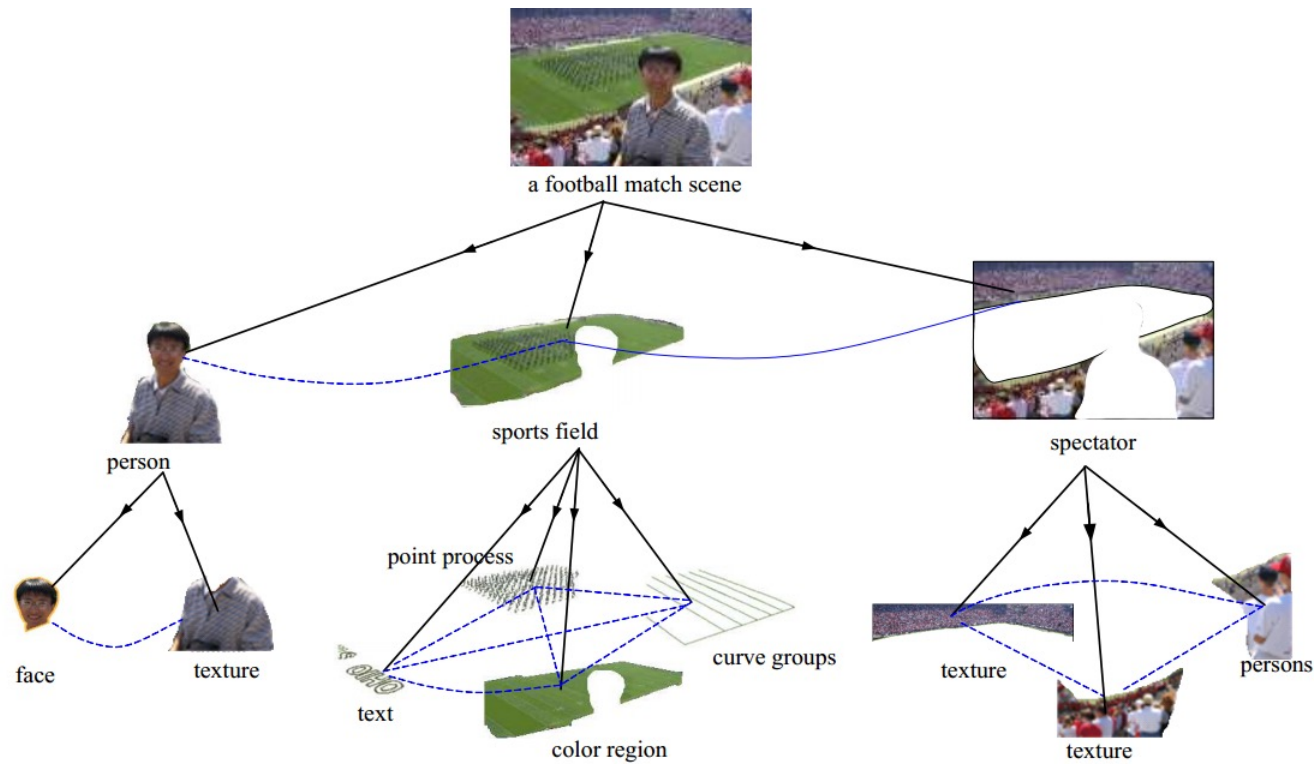 a football match scene
sports field
spectator
person
point process
curve groups
face
texture
text
OHIO
color region
texture
persons
texture